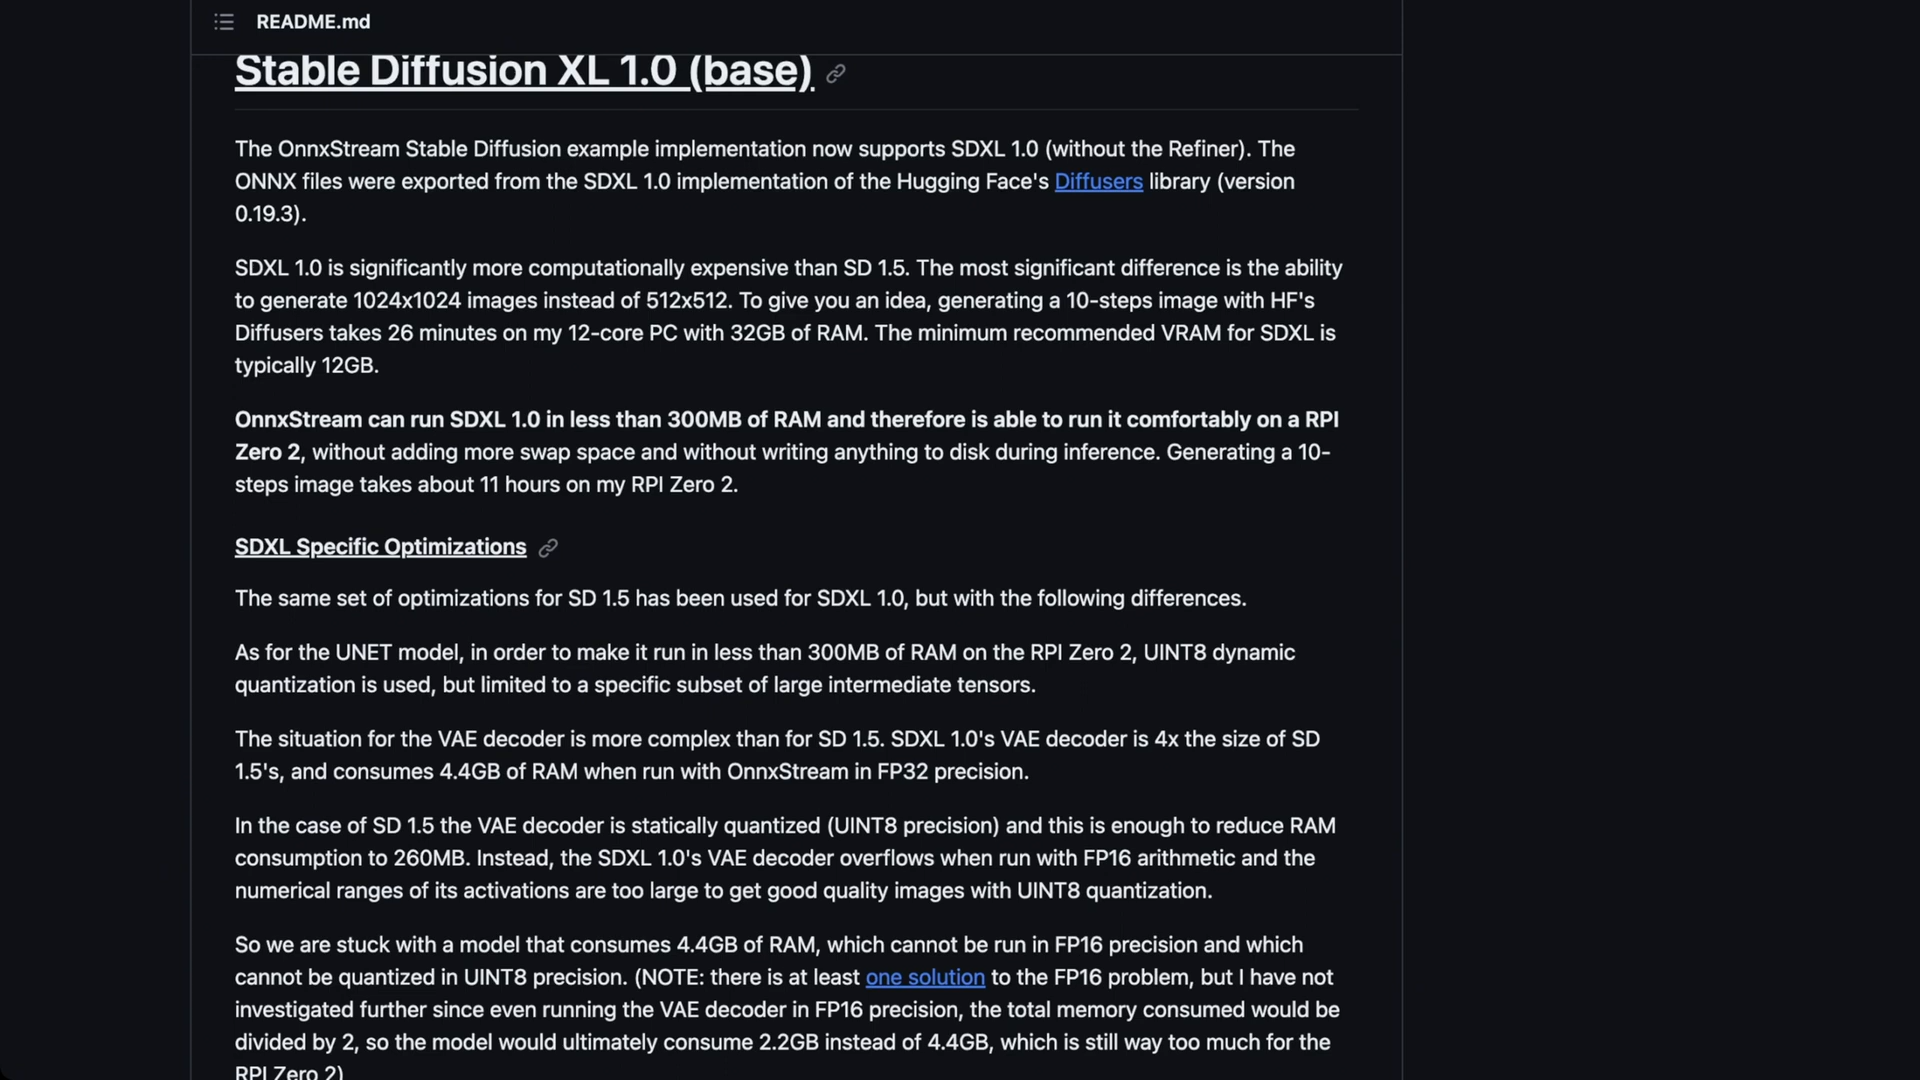 README.md
Stable Diffusion XL 1.0 (base)
The OnnxStream Stable Diffusion example implementation now supports SDXL 1.0 (without the Refiner). The
ONNX files were exported from the SDXL 1.0 implementation of the Hugging Face's Diffusers library (version
0.19.3).
SDXL 1.0 is significantly more computationally expensive than SD 1.5. The most significant difference is the ability
to generate 1024x1024 images instead of 512x512. To give you an idea, generating a 10-steps image with HF's
Diffusers takes 26 minutes on my 12-core PC with 32GB of RAM. The minimum recommended VRAM for SDXL is
typically 12GB.
OnnxStream can run SDXL 1.0 in less than 300MB of RAM and therefore is able to run it comfortably on a RPI
Zero 2, without adding more swap space and without writing anything to disk during inference. Generating a 10-
steps image takes about 11 hours on my RPI Zero 2.
SDXL Specific Optimizations
The same set of optimizations for SD 1.5 has been used for SDXL 1.0, but with the following differences.
As for the UNET model, in order to make it run in less than 300MB of RAM on the RPI Zero 2, UINT8 dynamic
quantization is used, but limited to a specific subset of large intermediate tensors.
The situation for the VAE decoder is more complex than for SD 1.5. SDXL 1.0's VAE decoder is 4x the size of SD
1.5's, and consumes 4.4GB of RAM when run with OnnxStream in FP32 precision.
In the case of SD 1.5 the VAE decoder is statically quantized (UINT8 precision) and this is enough to reduce RAM
consumption to 260MB. Instead, the SDXL 1.0's VAE decoder overflows when run with FP16 arithmetic and the
numerical ranges of its activations are too large to get good quality images with UINT8 quantization.
So we are stuck with a model that consumes 4.4GB of RAM, which cannot be run in FP16 precision and which
cannot be quantized in UINT8 precision. (NOTE: there is at least one solution to the FP16 problem, but I have not
investigated further since even running the VAE decoder in FP16 precision, the total memory consumed would be
divided by 2, so the model would ultimately consume 2.2GB instead of 4.4GB, which is still way too much for the
RPI Zero 2)